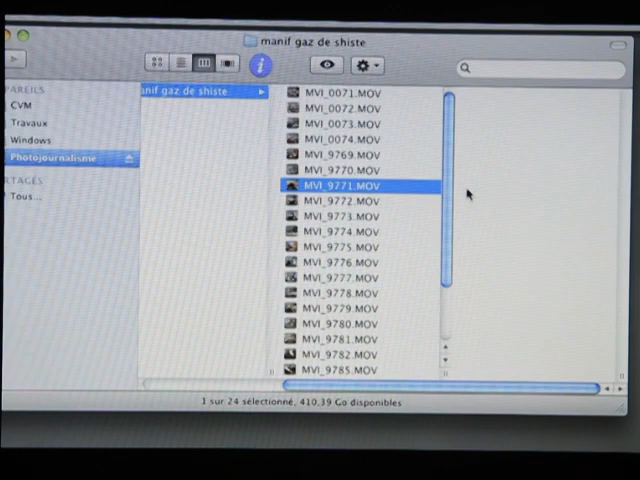 manif gaz de shiste
PAREILS
CVM
Travaux
Windows
Photojournalisme
RTAGÉS
Tous...
anif gaz de shiste
MVI_0071.MOV
MVI_0072.MOV
MVI_0073.MOV
MVI_0074.MOV
MVI_9769.MOV
MVI_9770.MOV
MVI_9771.MOV
MVI_9772.MOV
MVI_9773.MOV
MVI_9774.MOV
MVI_9775.MOV
MVI_9776.MOV
MVI_9777.MOV
MVI_9778.MOV
MVI_9779.MOV
MVI_9780.MOV
MVI_9781.MOV
MVI_9782.MOV
MVI_9785.MOV
1 sur 24 sélectionné, 410,39 Go disponibles